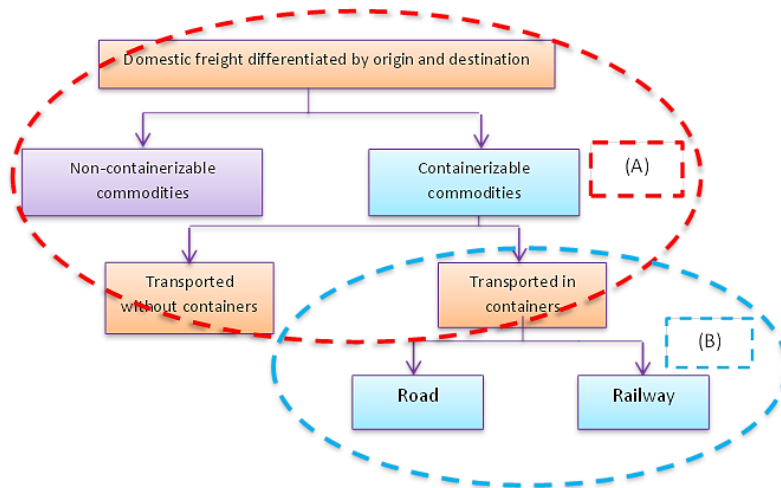 Domestic freight differentiated by origin and destination
Non-containerizable
commodities
Containerizable
commodities
(A)
Transported
without containers
Transported in
containers
(B)
Road
Railway